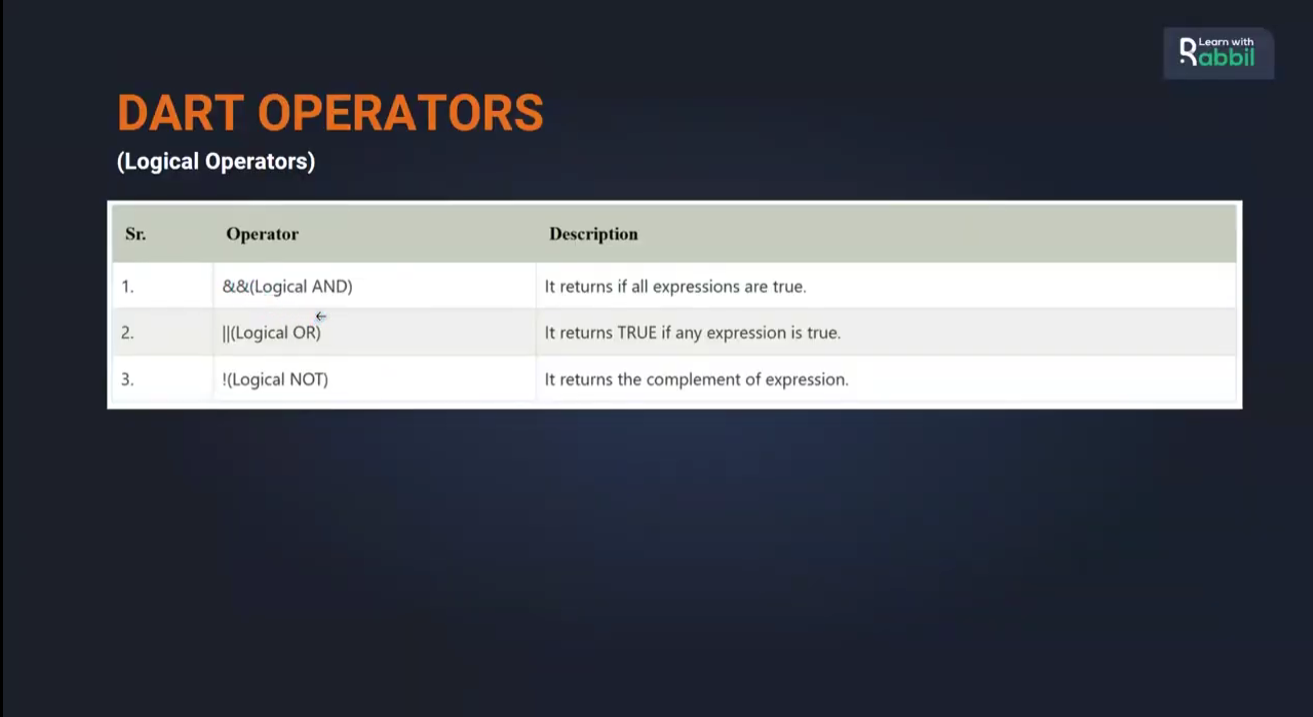 Learn with
Rabbil
DART OPERATORS
(Logical Operators)
Sr. Operator Description
1. &&(Logical AND) It returns if all expressions are true.
2. ||(Logical OR) It returns TRUE if any expression is true.
3. !(Logical NOT) It returns the complement of expression.